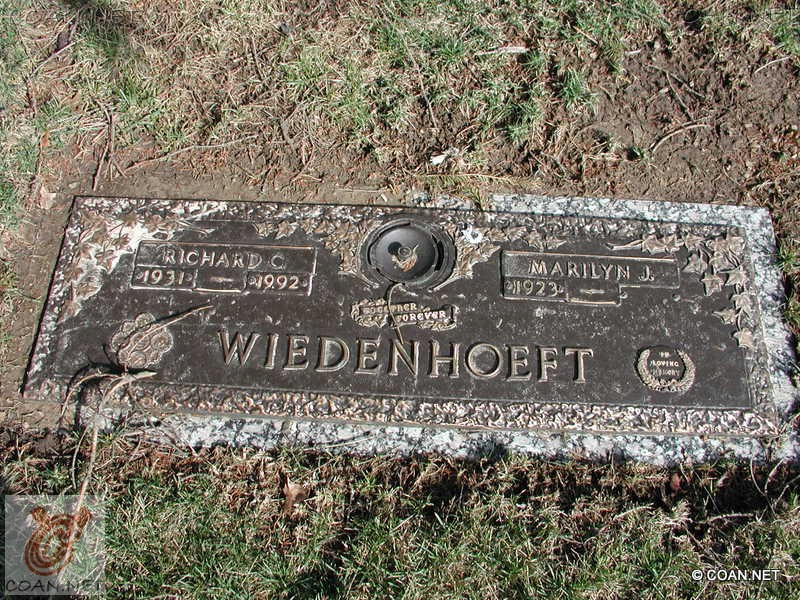 RICHARD C.
1931 – 1992
MARILYN J.
1923 –
TOGETHER
FOREVER
WIEDENHOEFT
IN
LOVING
MEMORY
COAN.NET
© COAN.NET